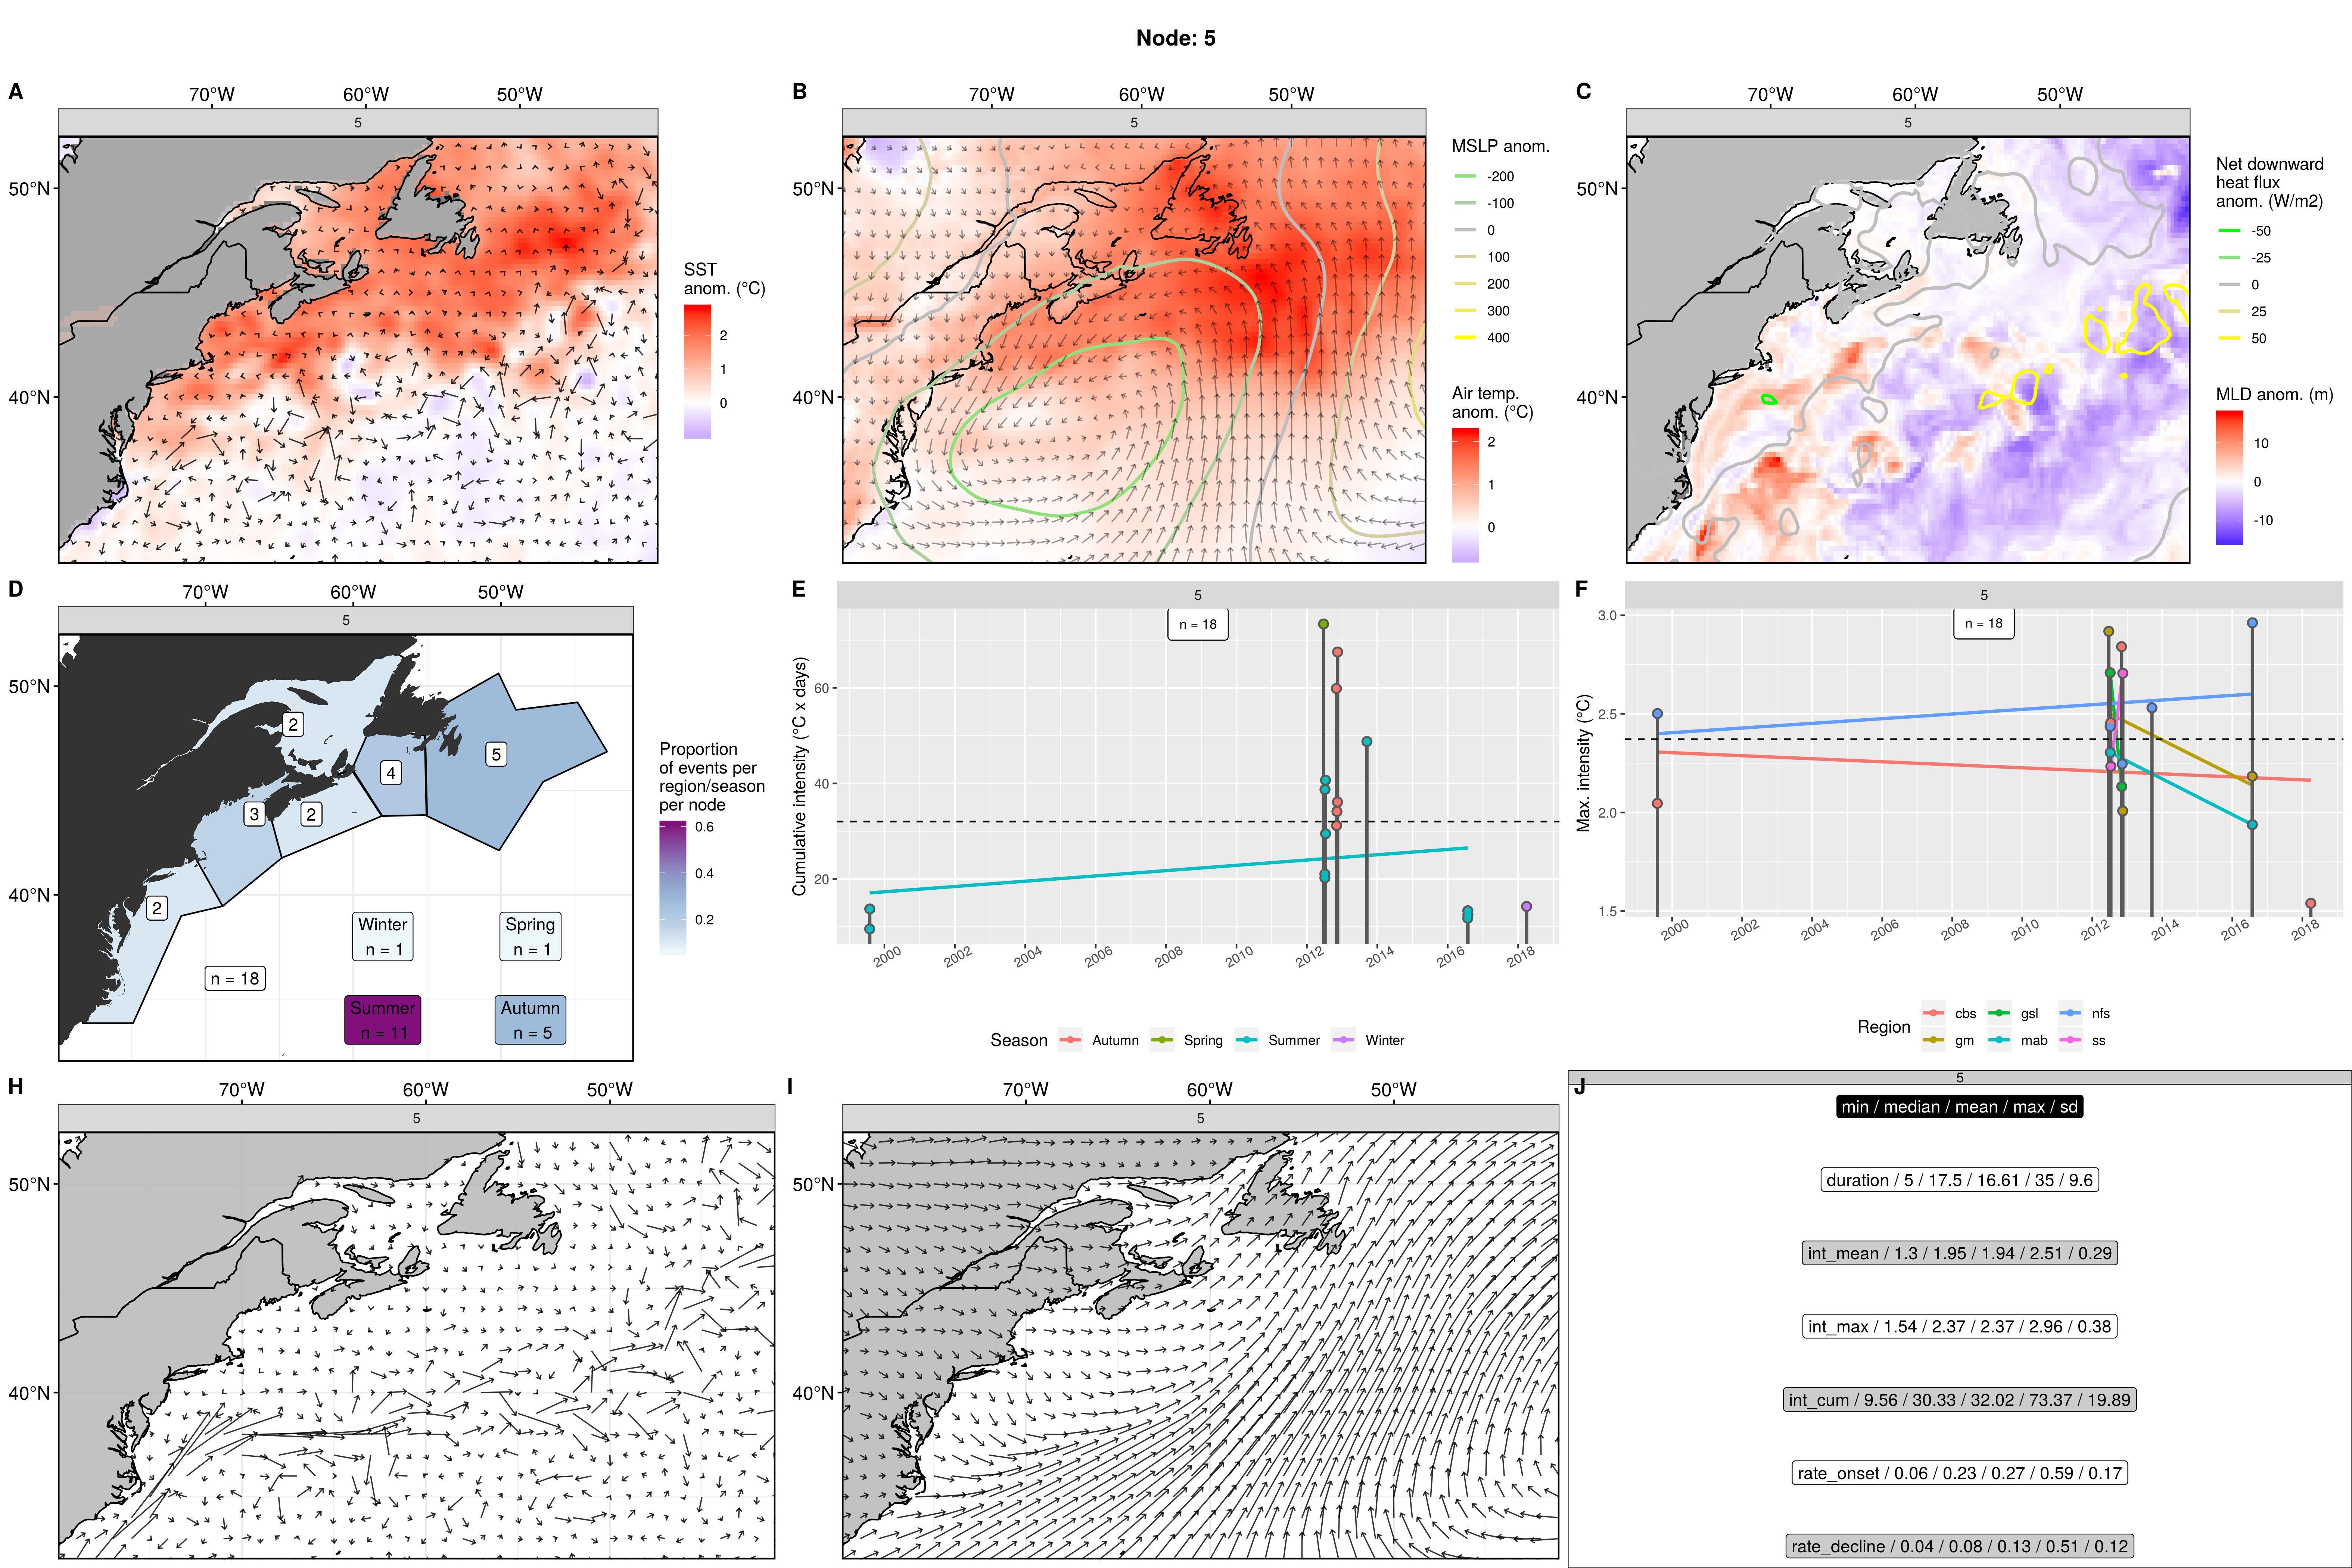 Node: 5
A
70°W 60°W 50°W
5
50°N
40°N
SST
anom. (°C)
2
1
0
B
70°W 60°W 50°W
5
50°N
40°N
MSLP anom.
-200
-100
0
100
200
300
400
Air temp.
anom. (°C)
2
1
0
C
70°W 60°W 50°W
5
50°N
40°N
Net downward
heat flux
anom. (W/m2)
-50
-25
0
25
50
MLD anom. (m)
10
0
-10
D
70°W 60°W 50°W
5
50°N
40°N
2
4
5
3
2
2
Winter
n = 1
Spring
n = 1
n = 18
Summer
n = 11
Autumn
n = 5
Proportion
of events per
region/season
per node
0.6
0.4
0.2
E
5
n = 18
Cumulative intensity (°C x days)
60
40
20
2000 2002 2004 2006 2008 2010 2012 2014 2016 2018
Season Autumn Spring Summer Winter
F
5
n = 18
Max. intensity (°C)
3.0
2.5
2.0
1.5
2000 2002 2004 2006 2008 2010 2012 2014 2016 2018
Region cbs gsl nfs
gm mab ss
H
70°W 60°W 50°W
5
50°N
40°N
I
70°W 60°W 50°W
5
50°N
40°N
J
5
min / median / mean / max / sd
duration / 5 / 17.5 / 16.61 / 35 / 9.6
int_mean / 1.3 / 1.95 / 1.94 / 2.51 / 0.29
int_max / 1.54 / 2.37 / 2.37 / 2.96 / 0.38
int_cum / 9.56 / 30.33 / 32.02 / 73.37 / 19.89
rate_onset / 0.06 / 0.23 / 0.27 / 0.59 / 0.17
rate_decline / 0.04 / 0.08 / 0.13 / 0.51 / 0.12